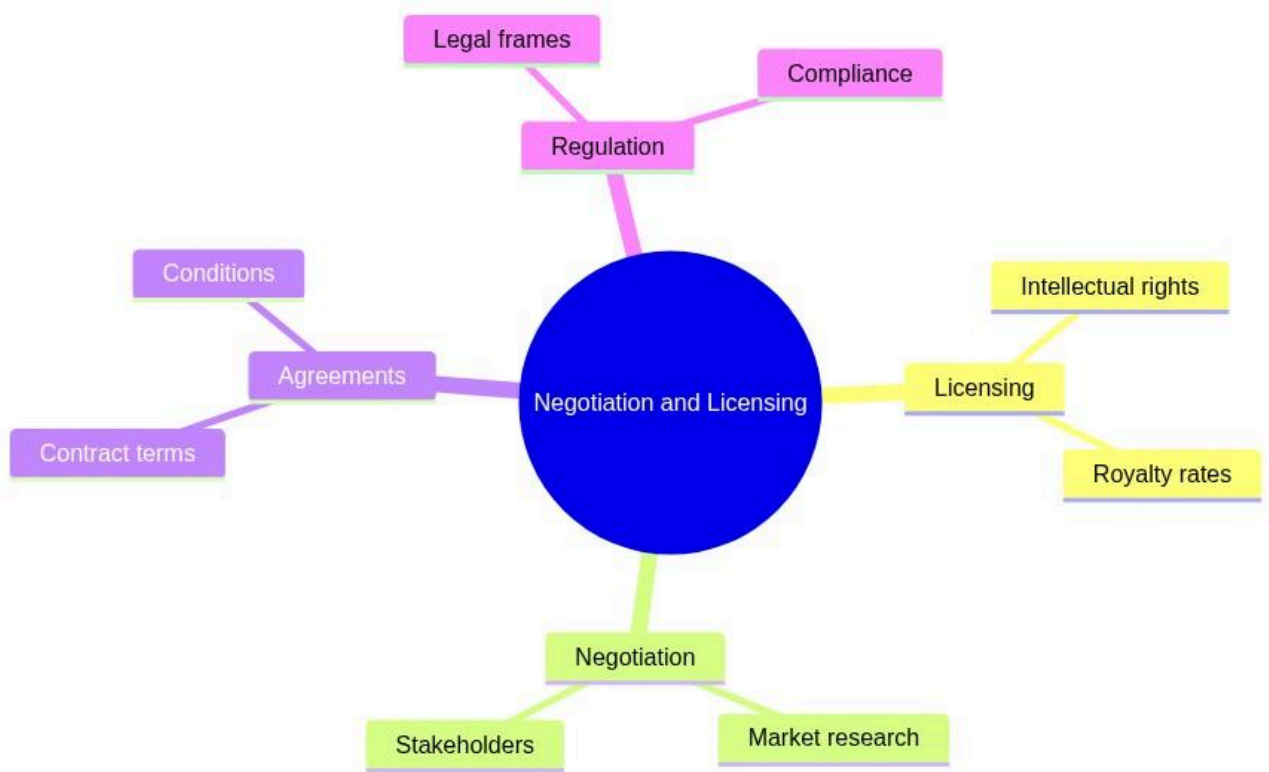 Legal frames
Compliance
Regulation
Conditions
Intellectual rights
Agreements
Licensing
Negotiation and Licensing
Contract terms
Royalty rates
Negotiation
Market research
Stakeholders